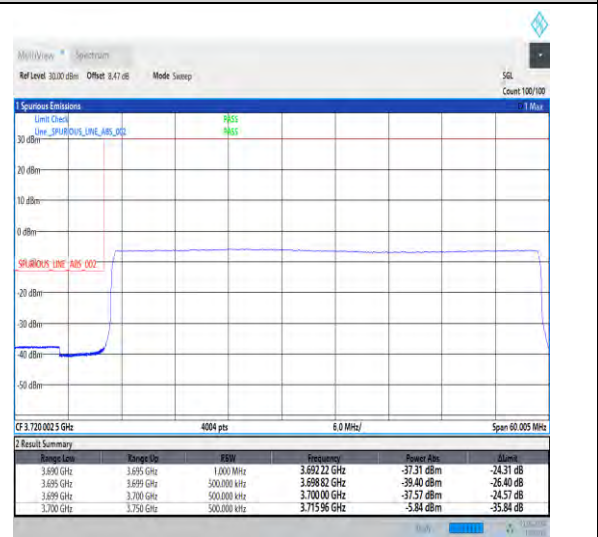 MultiView Spectrum
Ref Level 30.00 dBm Offset 8.47 dB Mode Sweep SGL
Count 100/100
1 Spurious Emissions 1 Max
Limit Check PASS
Line _SPURIOUS_LINE_ABS_002 PASS
30 dBm
20 dBm
10 dBm
0 dBm
SPURIOUS_LINE_ABS_002
-20 dBm
-30 dBm
-40 dBm
-50 dBm
CF 3.720 002 5 GHz 4004 pts 6.0 MHz/ Span 60.005 MHz
2 Result Summary
Range Low Range Up RBW Frequency Power Abs ΔLimit
3.690 GHz 3.695 GHz 1.000 MHz 3.692 22 GHz -37.31 dBm -24.31 dB
3.695 GHz 3.699 GHz 500.000 kHz 3.698 82 GHz -39.40 dBm -26.40 dB
3.699 GHz 3.700 GHz 500.000 kHz 3.700 00 GHz -37.57 dBm -24.57 dB
3.700 GHz 3.750 GHz 500.000 kHz 3.715 96 GHz -5.84 dBm -35.84 dB